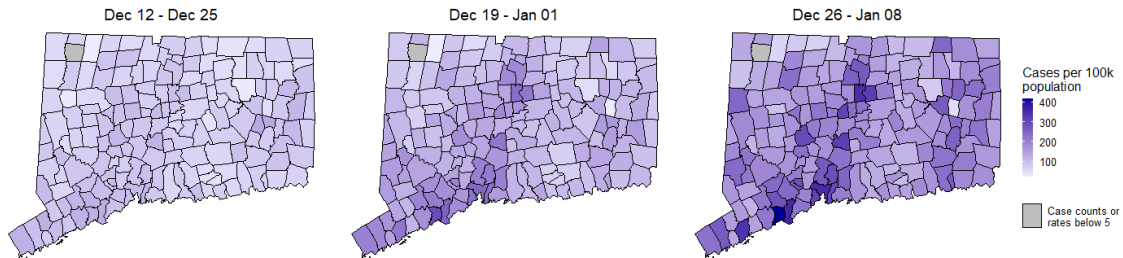 Dec 12 - Dec 25
Dec 19 - Jan 01
Dec 26 - Jan 08
Cases per 100k
population
400
300
200
100
Case counts or
rates below 5